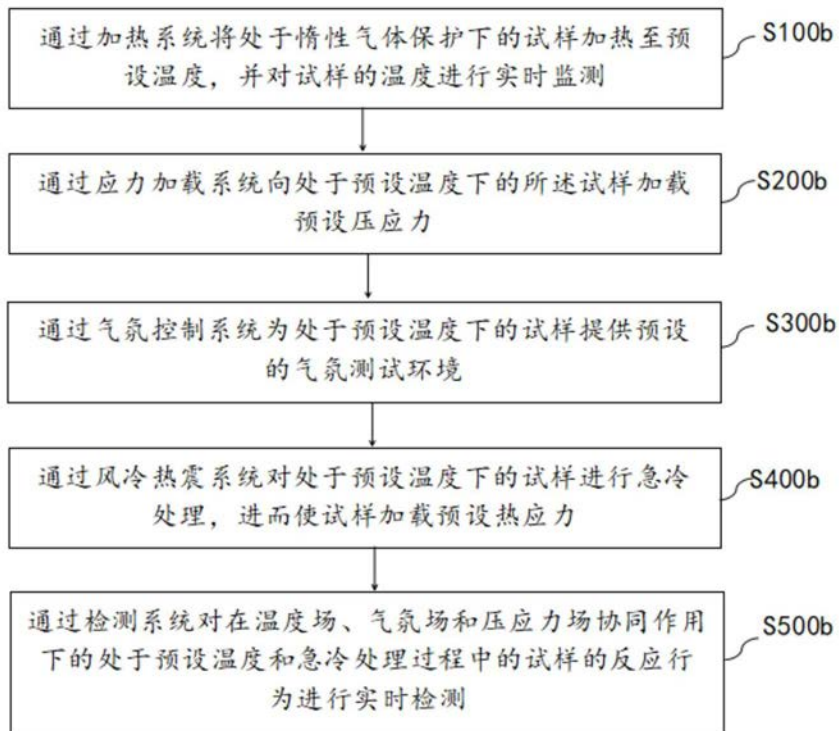 通过加热系统将处于惰性气体保护下的试样加热至预
设温度，并对试样的温度进行实时监测
S100b
通过应力加载系统向处于预设温度下的所述试样加载
预设压应力
S200b
通过气氛控制系统为处于预设温度下的试样提供预设
的气氛测试环境
S300b
通过风冷热震系统对处于预设温度下的试样进行急冷
处理，进而使试样加载预设热应力
S400b
通过检测系统对在温度场、气氛场和压应力场协同作用
下的处于预设温度和急冷处理过程中的试样的反应行
为进行实时检测
S500b